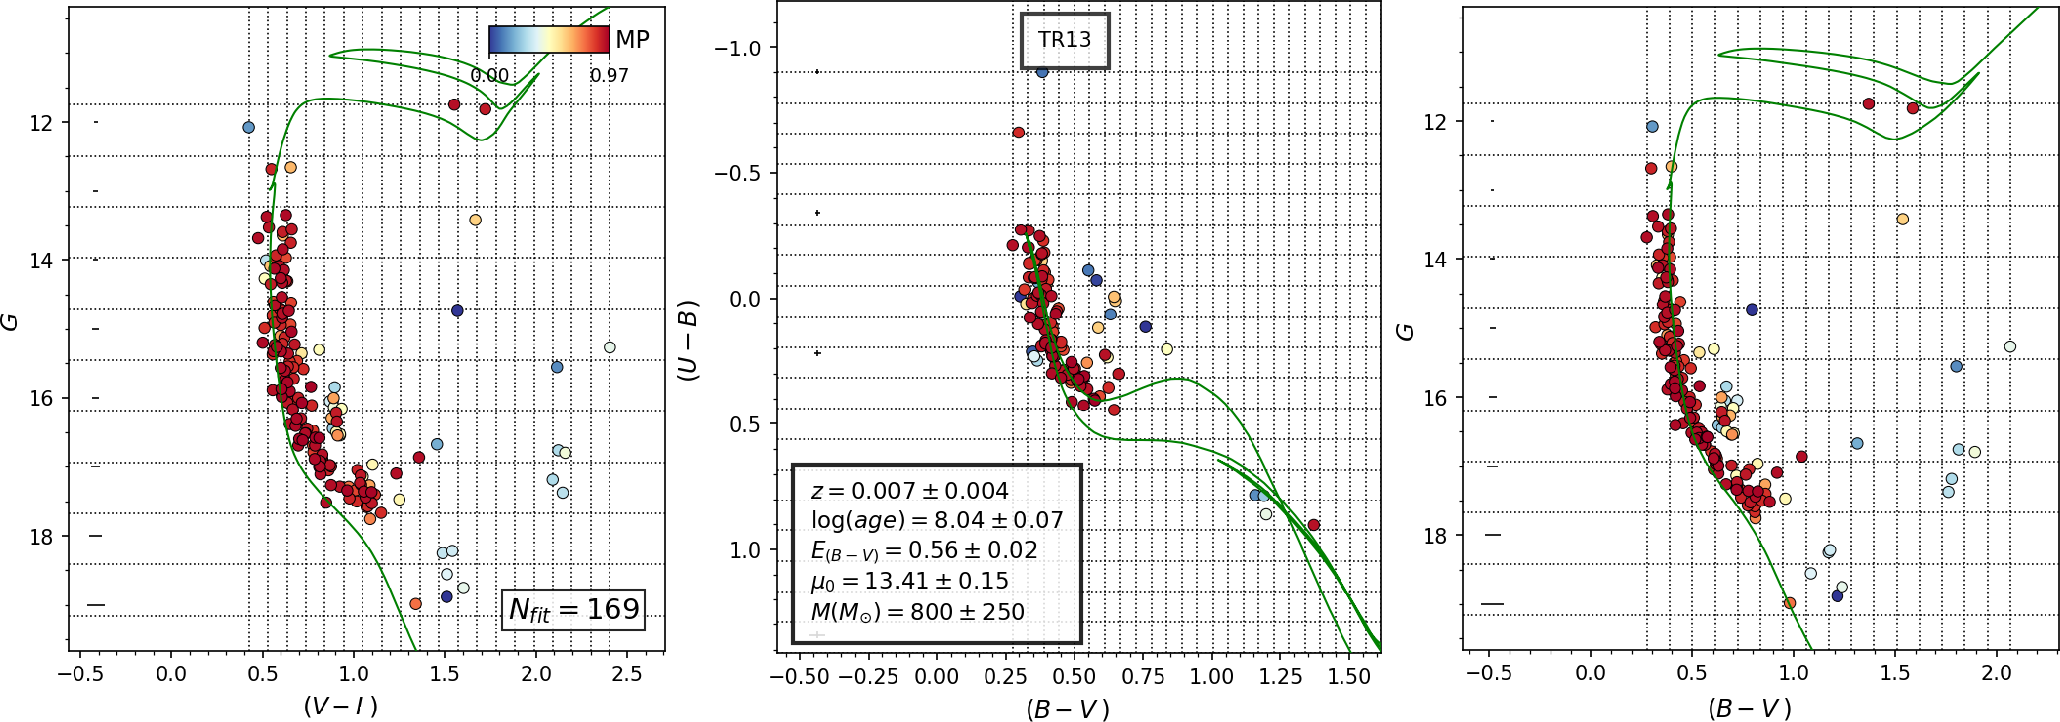 MP
0.00 0.97
12
14
16
18
G
N_fit = 169
−0.5 0.0 0.5 1.0 1.5 2.0 2.5
(V − I)
TR13
−1.0
−0.5
0.0
0.5
1.0
(U − B)
z = 0.007 ± 0.004
log(age) = 8.04 ± 0.07
E_(B−V) = 0.56 ± 0.02
μ₀ = 13.41 ± 0.15
M(M_⊙) = 800 ± 250
−0.50 −0.25 0.00 0.25 0.50 0.75 1.00 1.25 1.50
(B − V)
12
14
16
18
G
−0.5 0.0 0.5 1.0 1.5 2.0
(B − V)